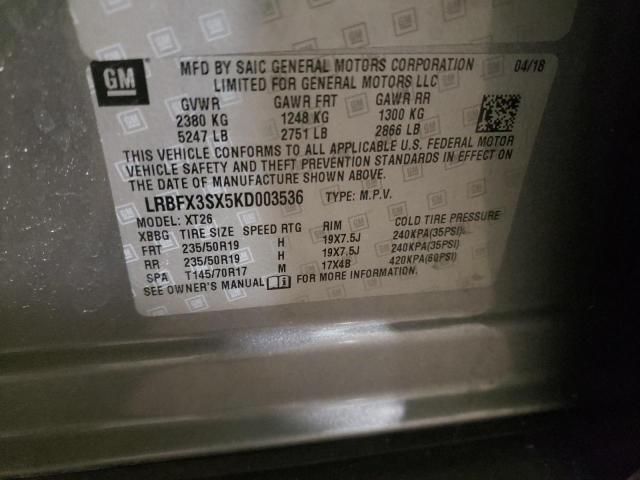 GM
MFD BY SAIC GENERAL MOTORS CORPORATION 04/18
LIMITED FOR GENERAL MOTORS LLC
GVWR GAWR FRT GAWR RR
2380 KG 1248 KG 1300 KG
5247 LB 2751 LB 2866 LB
THIS VEHICLE CONFORMS TO ALL APPLICABLE U.S. FEDERAL MOTOR
VEHICLE SAFETY AND THEFT PREVENTION STANDARDS IN EFFECT ON
THE DATE OF MANUFACTURE SHOWN ABOVE.
LRBFX3SX5KD003536 TYPE: M.P.V.
MODEL: XT26
XBBG TIRE SIZE SPEED RTG RIM COLD TIRE PRESSURE
FRT 235/50R19 H 19X7.5J 240KPA(35PSI)
RR 235/50R19 H 19X7.5J 240KPA(35PSI)
SPA T145/70R17 M 17X4B 420KPA(60PSI)
SEE OWNER'S MANUAL FOR MORE INFORMATION.